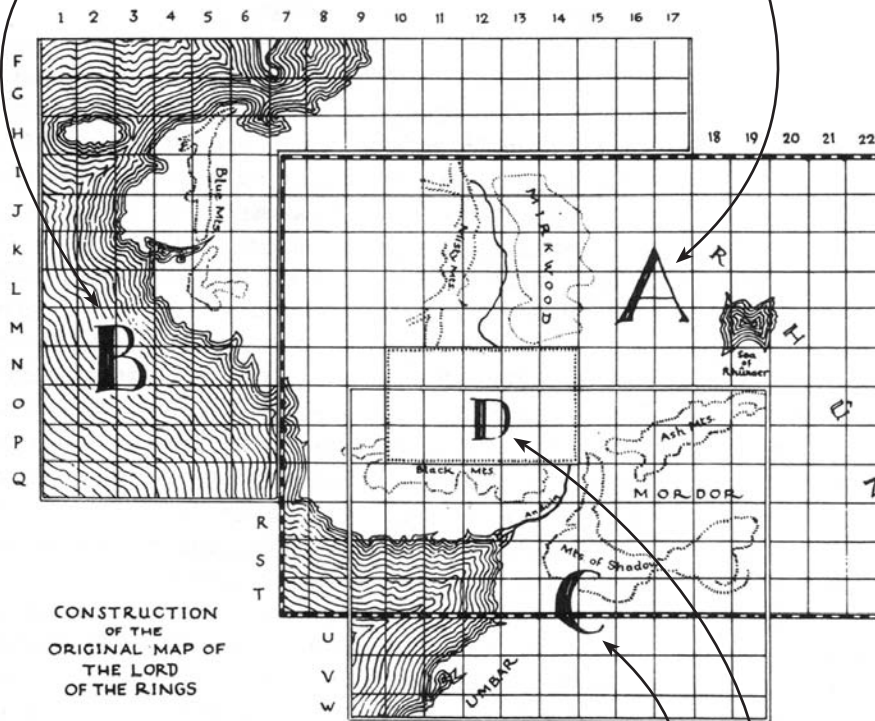 1 2 3 4 5 6 7 8 9 10 11 12 13 14 15 16 17
F
G
H
18 19 20 21 22
I
J
K
L
M
N
O
P
Q
R
S
T
U
V
W
Blue Mts.
Misty Mts.
MIRKWOOD
A
R
H
Sea
of
Rhúnaer
B
D
Ash Mts.
Black Mts.
MORDOR
Anduin
Mts of Shadow
C
UMBAR
CONSTRUCTION
OF THE
ORIGINAL MAP OF
THE LORD
OF THE RINGS